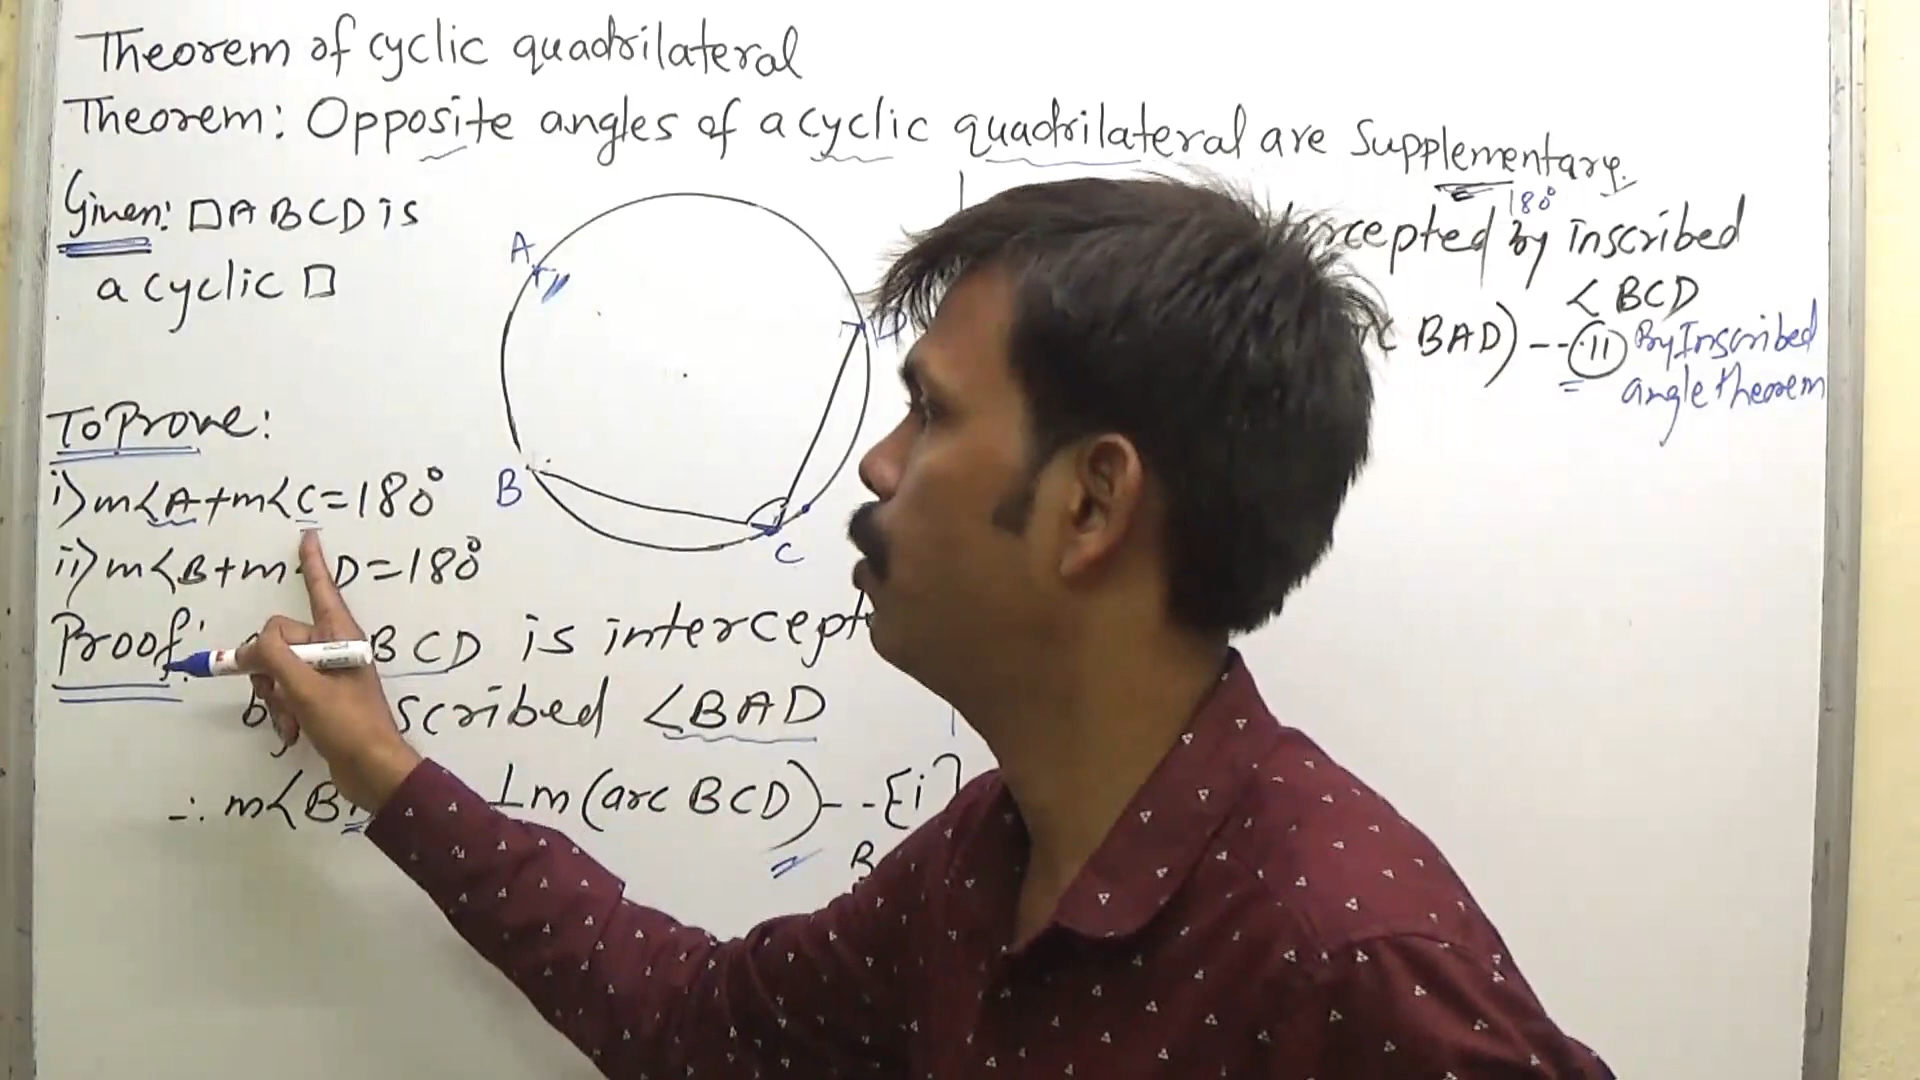 Theorem of cyclic quadrilateral
Theorem: Opposite angles of a cyclic quadrilateral are Supplementary.
180°
Given: □ABCD is
a cyclic □
To Prove:
i) m<A+m<C=180°
ii) m<B+m< D=180°
Proof:
BCD is intercept
scribed <BAD
∴ m<B
m(arc BCD)--[i]
B
A
B
C
D
rcepted by inscribed
<BCD
BAD)--(ii) By Inscribed
angle theorem